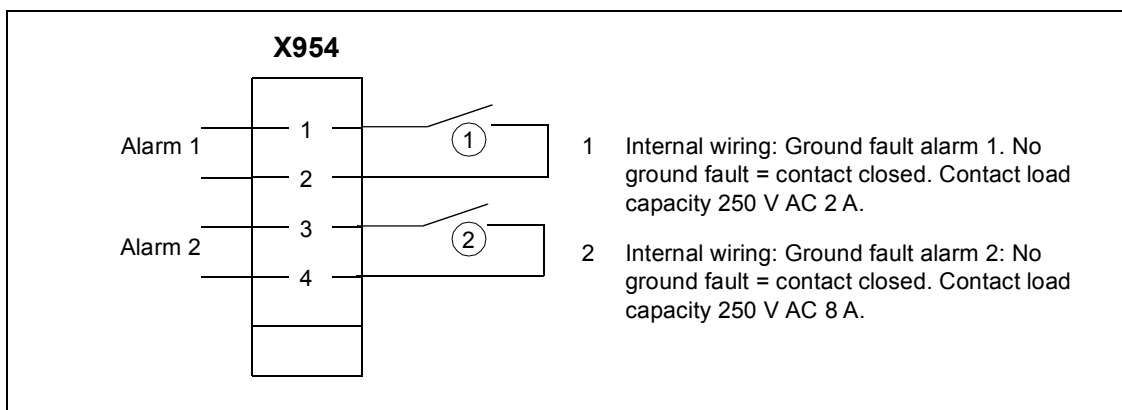 X954
Alarm 1
Alarm 2
1
2
3
4
1
2
1 Internal wiring: Ground fault alarm 1. No
ground fault = contact closed. Contact load
capacity 250 V AC 2 A.
2 Internal wiring: Ground fault alarm 2: No
ground fault = contact closed. Contact load
capacity 250 V AC 8 A.